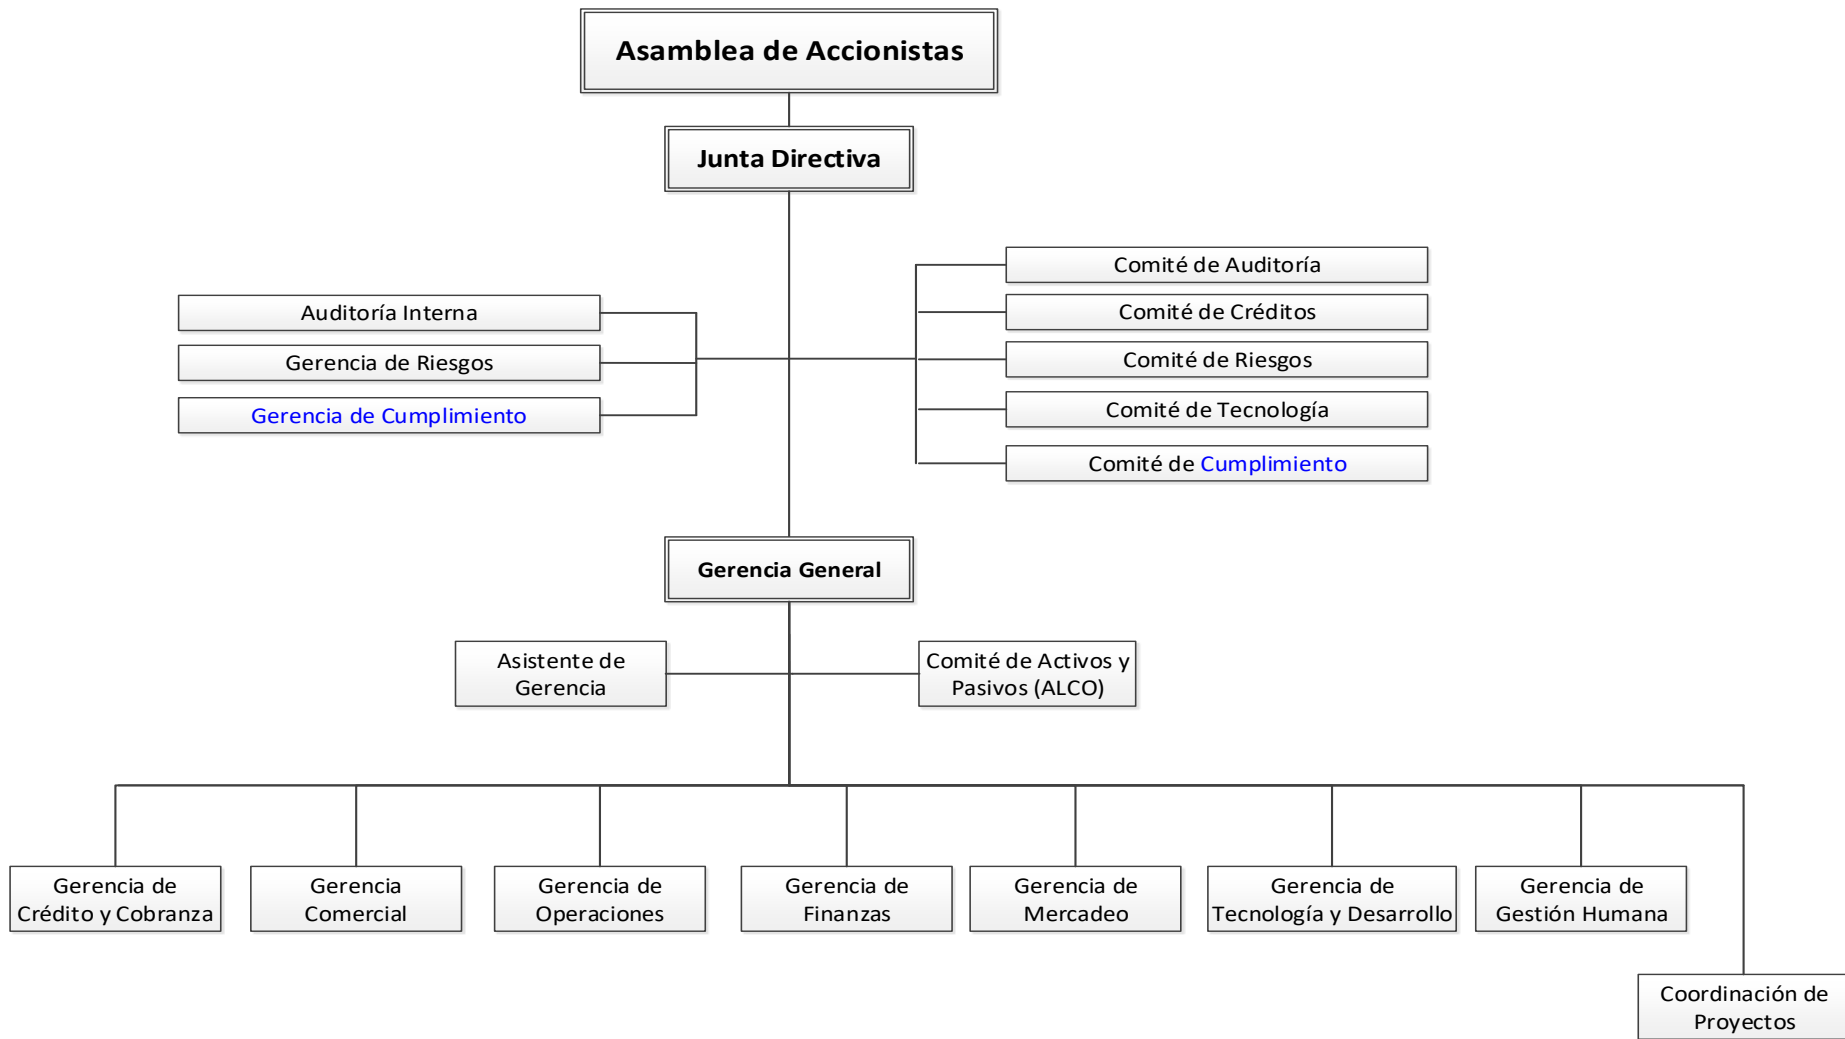 Asamblea de Accionistas
Junta Directiva
Auditoría Interna
Gerencia de Riesgos
Gerencia de Cumplimiento
Comité de Auditoría
Comité de Créditos
Comité de Riesgos
Comité de Tecnología
Comité de Cumplimiento
Gerencia General
Asistente de
Gerencia
Comité de Activos y
Pasivos (ALCO)
Gerencia de
Crédito y Cobranza
Gerencia
Comercial
Gerencia de
Operaciones
Gerencia de
Finanzas
Gerencia de
Mercadeo
Gerencia de
Tecnología y Desarrollo
Gerencia de
Gestión Humana
Coordinación de
Proyectos